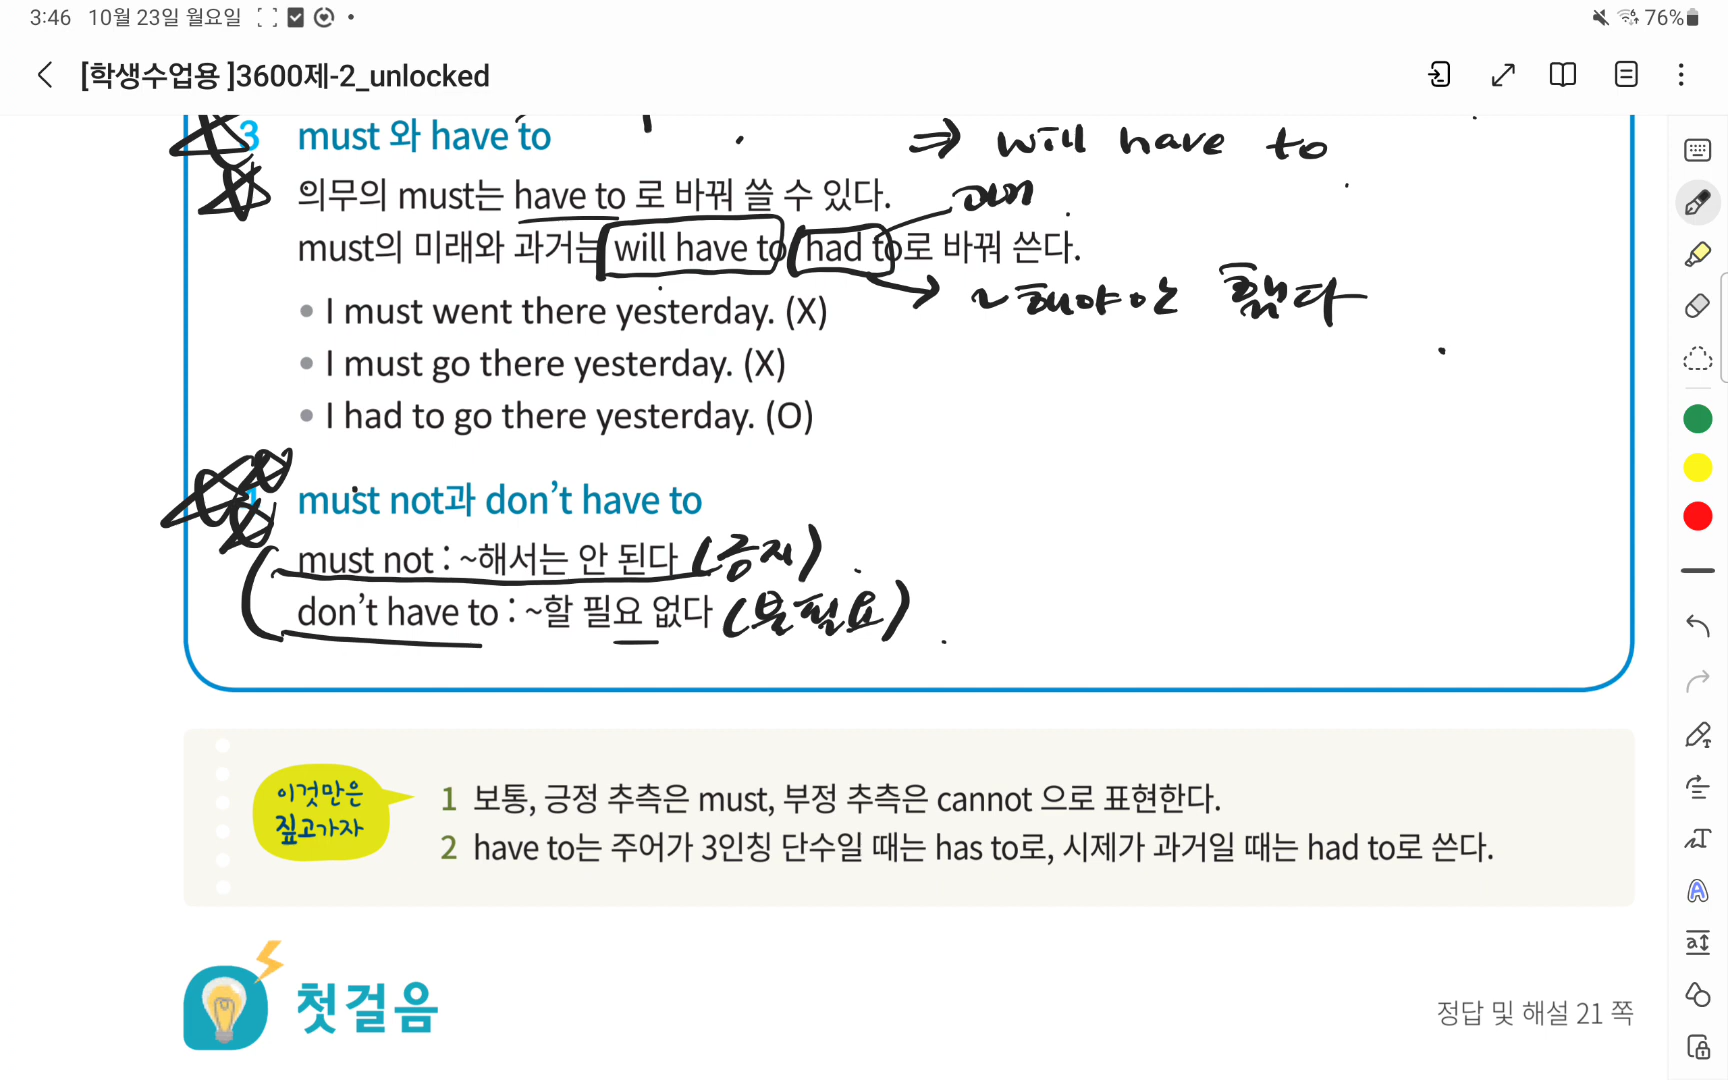 3:46 10월 23일 월요일
76%
[학생수업용 ]3600제-2_unlocked
3 must 와 have to
⇒ will have to
의무의 must는 have to 로 바꿔 쓸 수 있다.
must의 미래와 과거는 will have to had to로 바꿔 쓴다.
→ ~해야만 했다
• I must went there yesterday. (X)
• I must go there yesterday. (X)
• I had to go there yesterday. (O)
must not과 don't have to
must not : ~해서는 안 된다 (금지)
don't have to : ~할 필요 없다 (불필요)
이것만은
짚고가자
1 보통, 긍정 추측은 must, 부정 추측은 cannot 으로 표현한다.
2 have to는 주어가 3인칭 단수일 때는 has to로, 시제가 과거일 때는 had to로 쓴다.
첫걸음
정답 및 해설 21 쪽